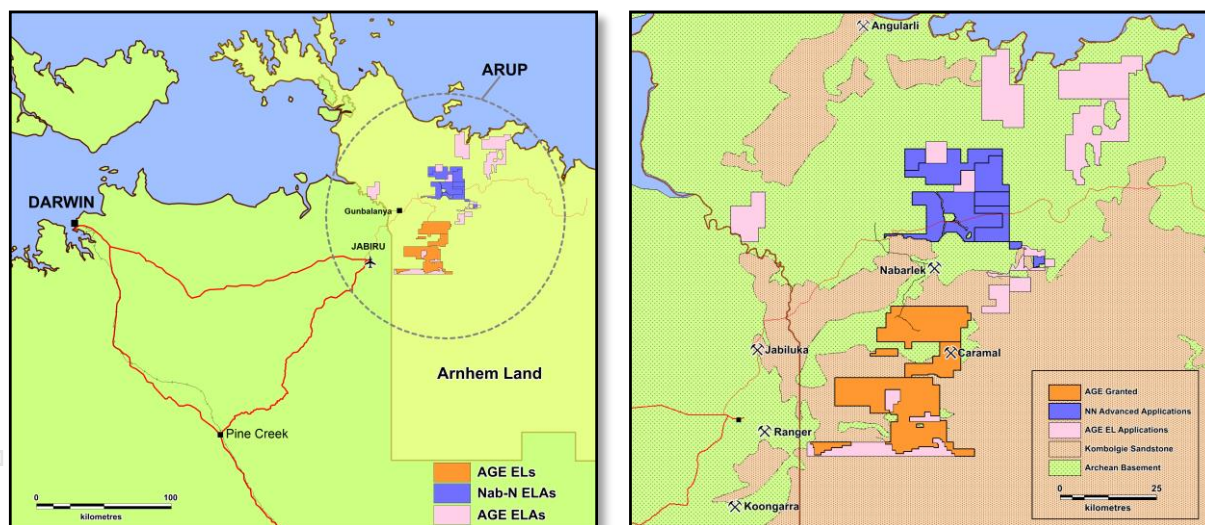 ARUP
DARWIN
Gunbalanya
JABIRU
Arnhem Land
Pine Creek
AGE ELs
Nab-N ELAs
AGE ELAs
0 100
kilometres
Angularli
Nabarlek
Jabiluka
Caramal
Ranger
Koongarra
AGE Granted
NN Advanced Applications
AGE EL Applications
Kombolgie Sandstone
Archean Basement
0 25
kilometres